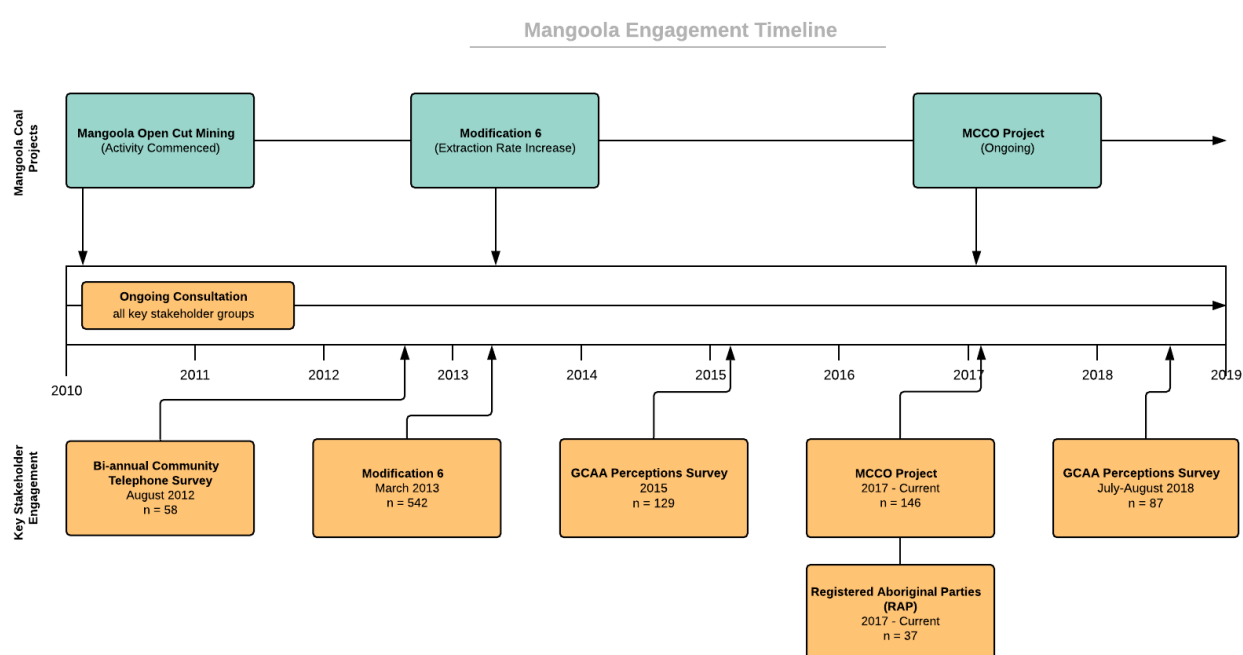 Mangoola Engagement Timeline
Mangoola Coal
Projects
Mangoola Open Cut Mining
(Activity Commenced)
Modification 6
(Extraction Rate Increase)
MCCO Project
(Ongoing)
Ongoing Consultation
all key stakeholder groups
2010
2011
2012
2013
2014
2015
2016
2017
2018
2019
Key Stakeholder
Engagement
Bi-annual Community
Telephone Survey
August 2012
n = 58
Modification 6
March 2013
n = 542
GCAA Perceptions Survey
2015
n = 129
MCCO Project
2017 - Current
n = 146
GCAA Perceptions Survey
July-August 2018
n = 87
Registered Aboriginal Parties
(RAP)
2017 - Current
n = 37